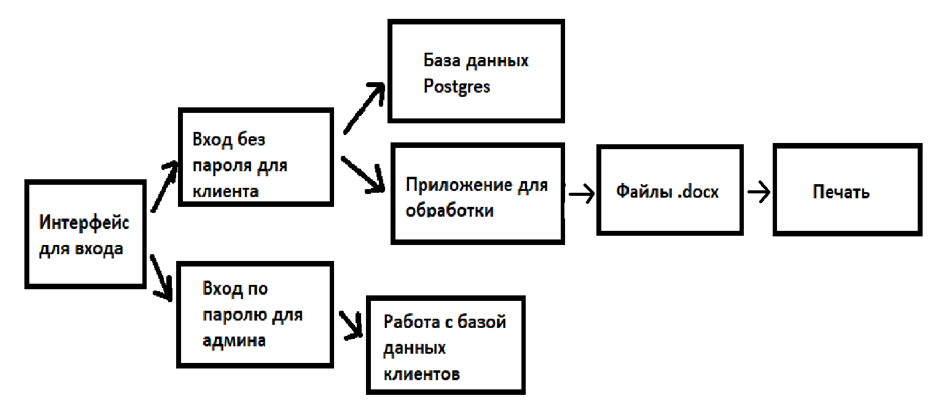 База данных
Postgres
Вход без
пароля для
клиента
Приложение для
обработки
Файлы .docx
Печать
Интерфейс
для входа
Вход по
паролю для
админа
Работа с базой
данных
клиентов